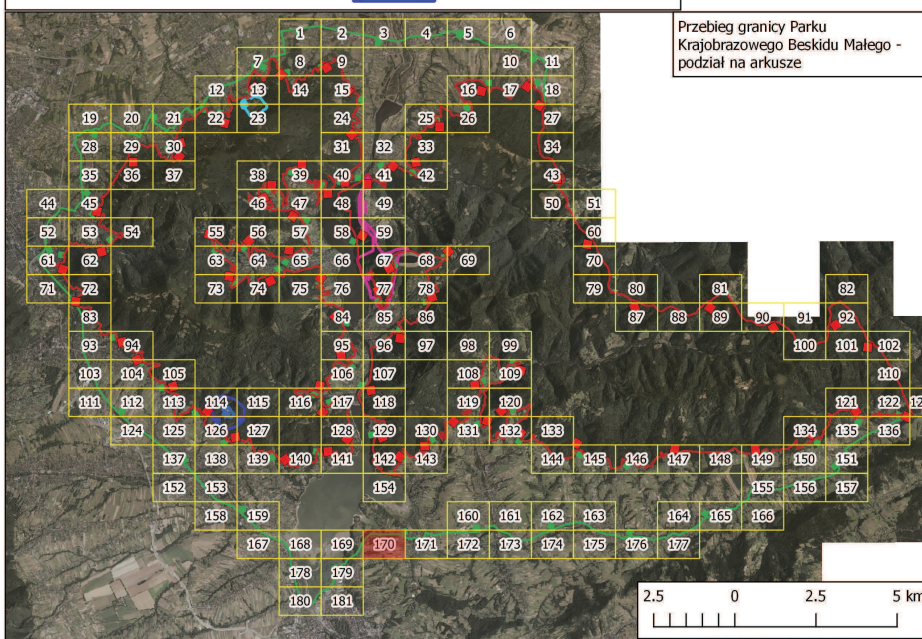 Przebieg granicy Parku
Krajobrazowego Beskidu Małego -
podział na arkusze
1 2 3 4 5 6
7 8 9 10 11
12 13 14 15 16 17 18
19 20 21 22 23 24 25 26 27
28 29 30 31 32 33 34
35 36 37 38 39 40 41 42 43
44 45 46 47 48 49 50 51
52 53 54 55 56 57 58 59 60
61 62 63 64 65 66 67 68 69 70
71 72 73 74 75 76 77 78 79 80 81 82
83 84 85 86 87 88 89 90 91 92
93 94 95 96 97 98 99 100 101 102
103 104 105 106 107 108 109 110
111 112 113 114 115 116 117 118 119 120 121 122 12
124 125 126 127 128 129 130 131 132 133 134 135 136
137 138 139 140 141 142 143 144 145 146 147 148 149 150 151
152 153 154 155 156 157
158 159 160 161 162 163 164 165 166
167 168 169 170 171 172 173 174 175 176 177
178 179
180 181
2.5 0 2.5 5 km